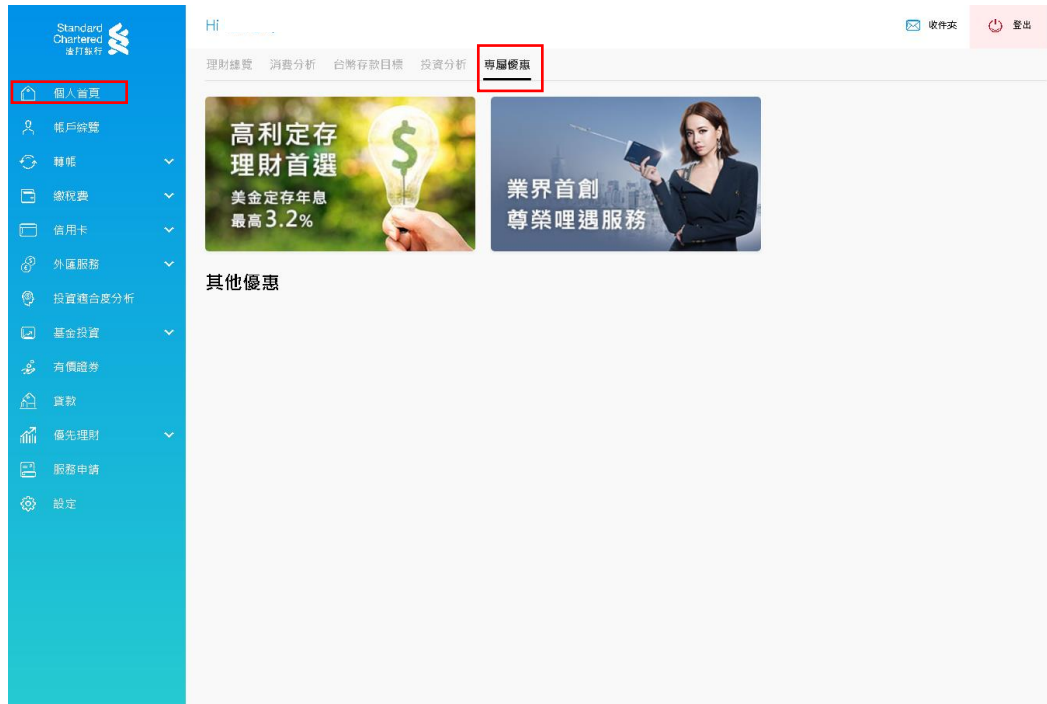 Standard
Chartered
渣打銀行
個人首頁
帳戶綜覽
轉帳
繳稅費
信用卡
外匯服務
投資適合度分析
基金投資
有價證券
貸款
優先理財
服務申請
設定
Hi
收件夾
登出
理財總覽 消費分析 台幣存款目標 投資分析 專屬優惠
高利定存
理財首選
美金定存年息
最高3.2%
業界首創
尊榮哩遇服務
其他優惠